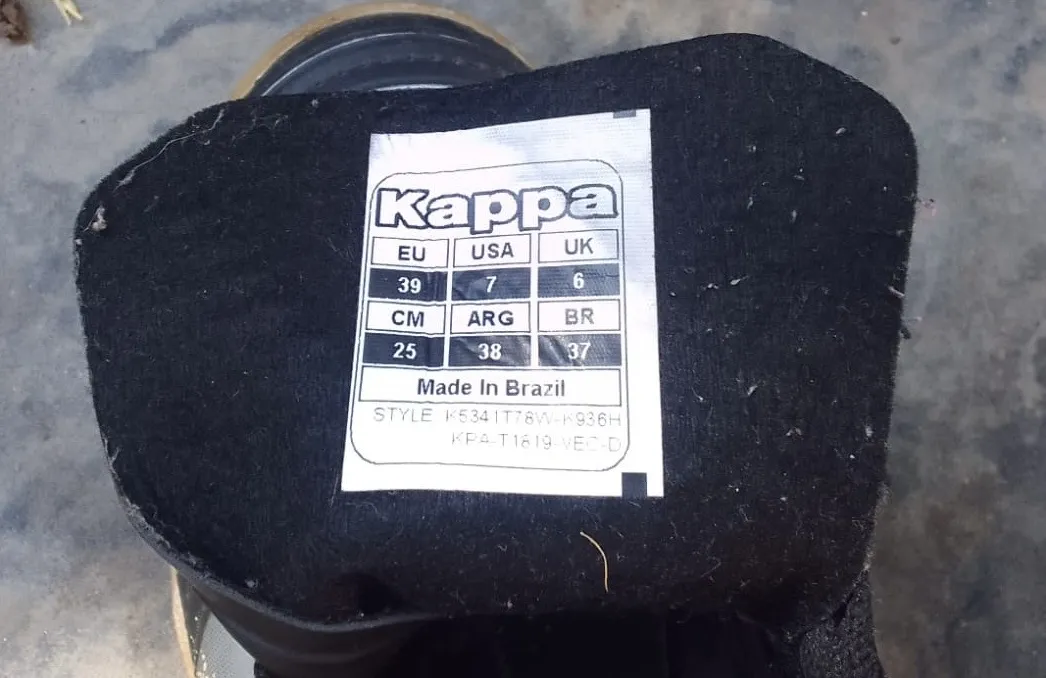 Kappa
EU USA UK
39 7 6
CM ARG BR
25 38 37
Made In Brazil
STYLE K5341T78W-K936H
KPA-T1819-VEC-D